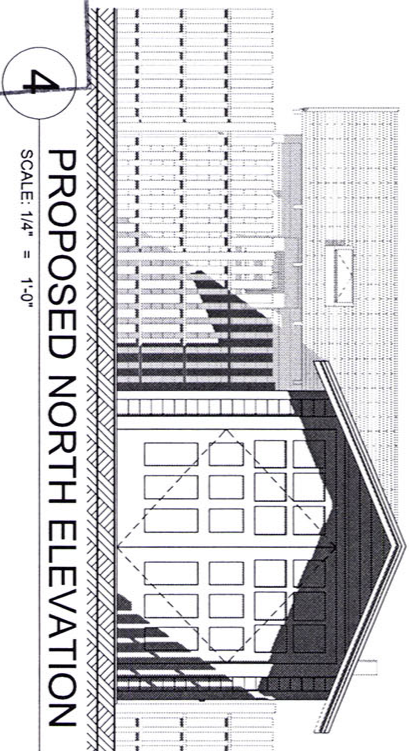 4
PROPOSED NORTH ELEVATION
SCALE: 1/4" = 1'-0"